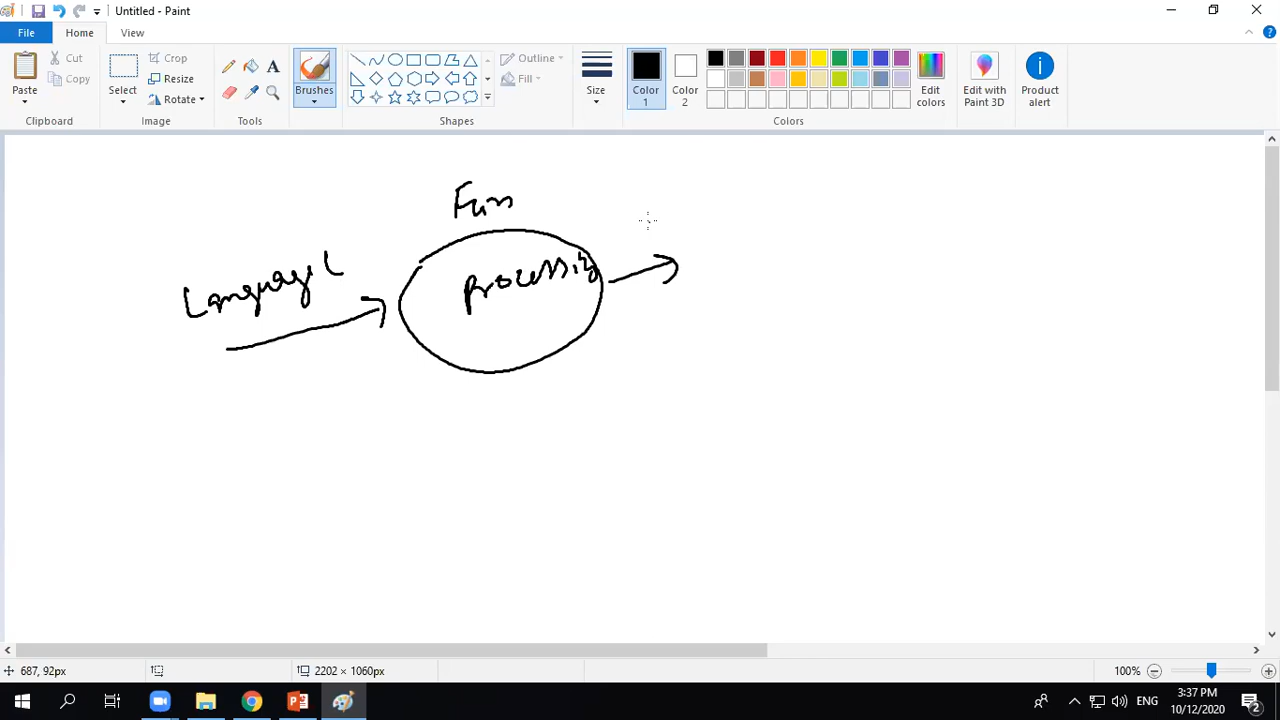 Untitled - Paint
File
Home
View
Paste
Cut
Copy
Clipboard
Select
Crop
Resize
Rotate
Image
Tools
Brushes
Shapes
Outline
Fill
Size
Color 1
Color 2
Colors
Edit colors
Edit with Paint 3D
Product alert
Fun
Language L
processing
687, 92px
2202 × 1060px
100%
ENG
3:37 PM
10/12/2020
2